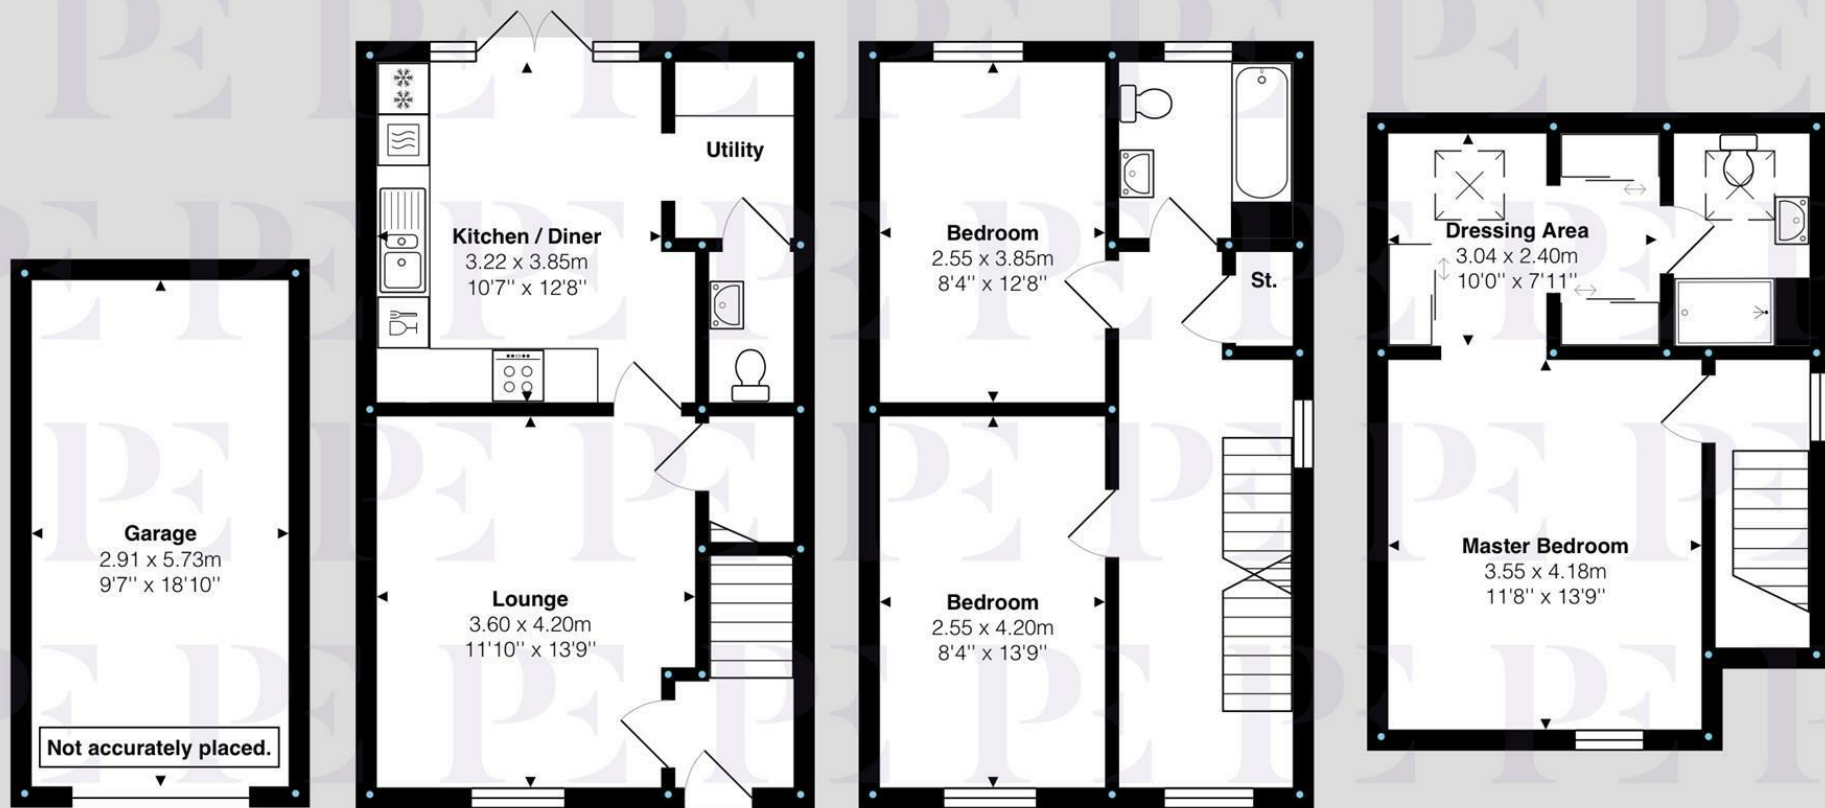 Garage
2.91 x 5.73m
9'7'' x 18'10''
Not accurately placed.
Kitchen / Diner
3.22 x 3.85m
10'7'' x 12'8''
Utility
Lounge
3.60 x 4.20m
11'10'' x 13'9''
Bedroom
2.55 x 3.85m
8'4'' x 12'8''
St.
Bedroom
2.55 x 4.20m
8'4'' x 13'9''
Dressing Area
3.04 x 2.40m
10'0'' x 7'11''
Master Bedroom
3.55 x 4.18m
11'8'' x 13'9''